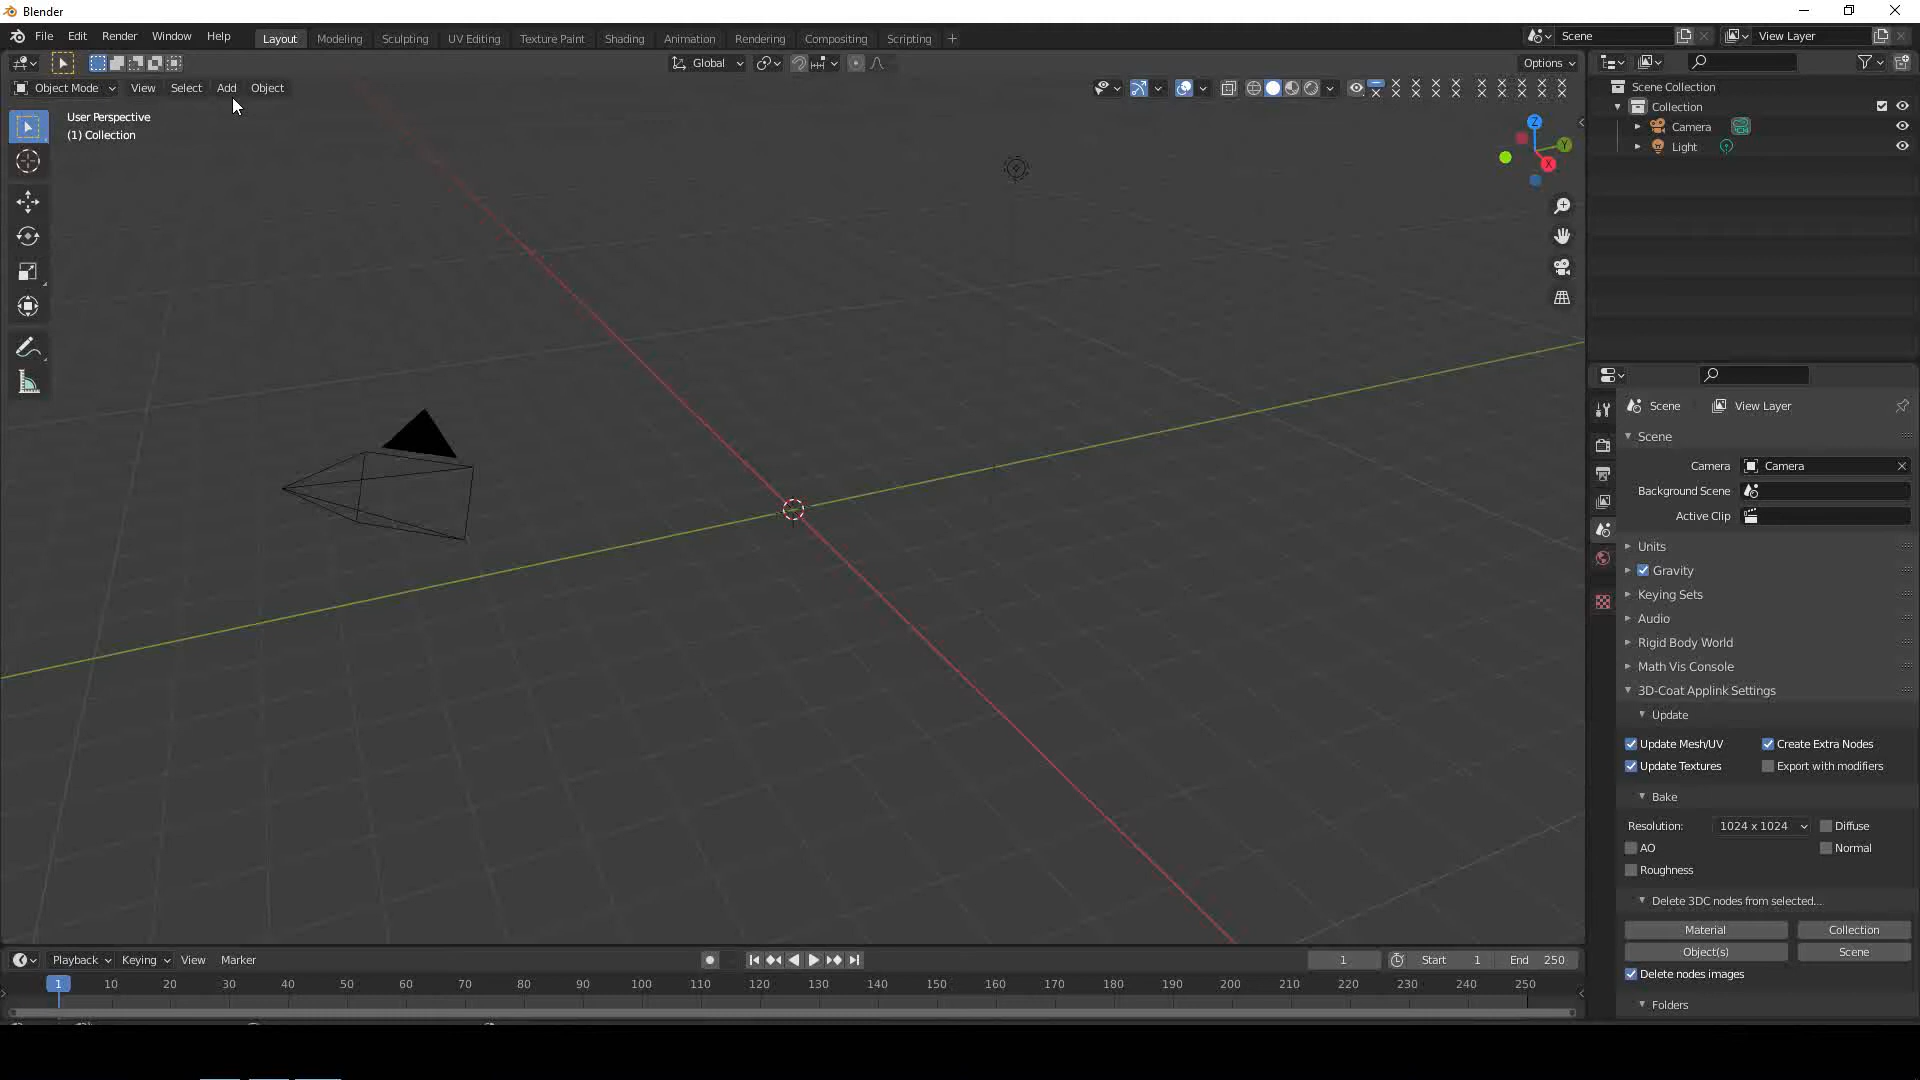 Blender
File Edit Render Window Help Layout Modeling Sculpting UV Editing Texture Paint Shading Animation Rendering Compositing Scripting + Scene View Layer
Global Options
Object Mode View Select Add Object
User Perspective
(1) Collection
Z
Y
X
Scene Collection
Collection
Camera
Light
Scene View Layer
Scene
Camera Camera
Background Scene
Active Clip
Units
Gravity
Keying Sets
Audio
Rigid Body World
Math Vis Console
3D-Coat Applink Settings
Update
Update Mesh/UV Create Extra Nodes
Update Textures Export with modifiers
Bake
Resolution: 1024 x 1024 Diffuse
AO Normal
Roughness
Delete 3DC nodes from selected...
Material Collection
Object(s) Scene
Delete nodes images
Folders
Playback Keying View Marker 1 Start 1 End 250
1 10 20 30 40 50 60 70 80 90 100 110 120 130 140 150 160 170 180 190 200 210 220 230 240 250